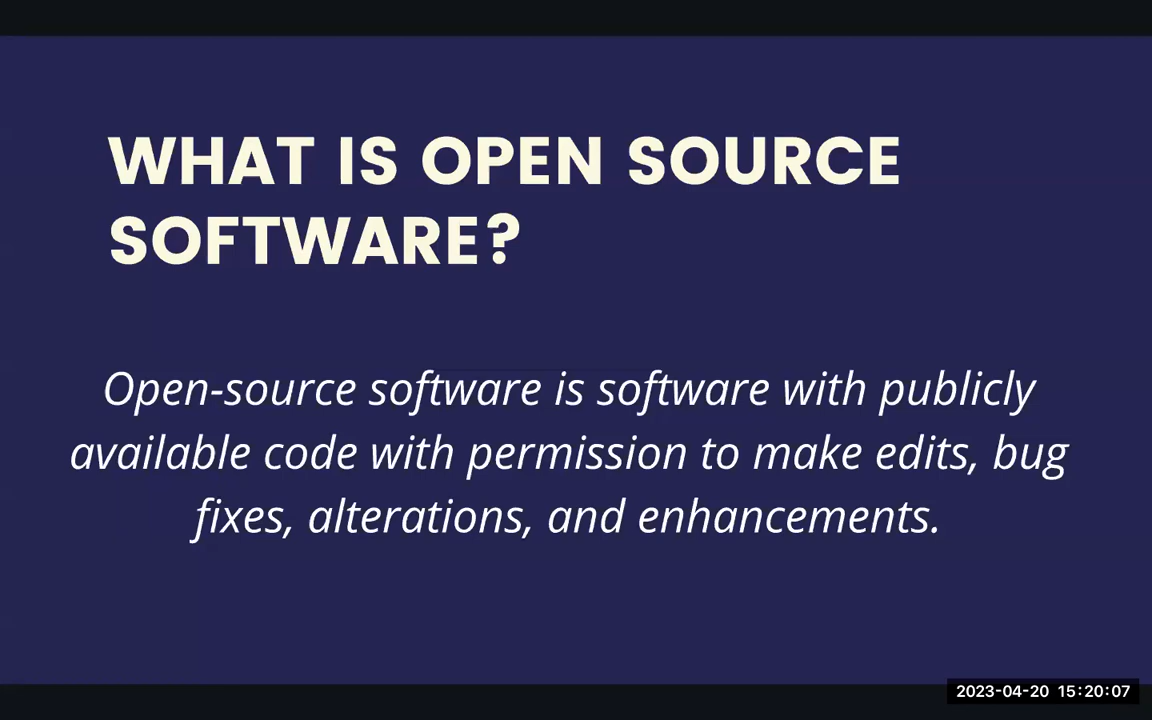 WHAT IS OPEN SOURCE
SOFTWARE?
Open-source software is software with publicly
available code with permission to make edits, bug
fixes, alterations, and enhancements.
2023-04-20 15:20:07